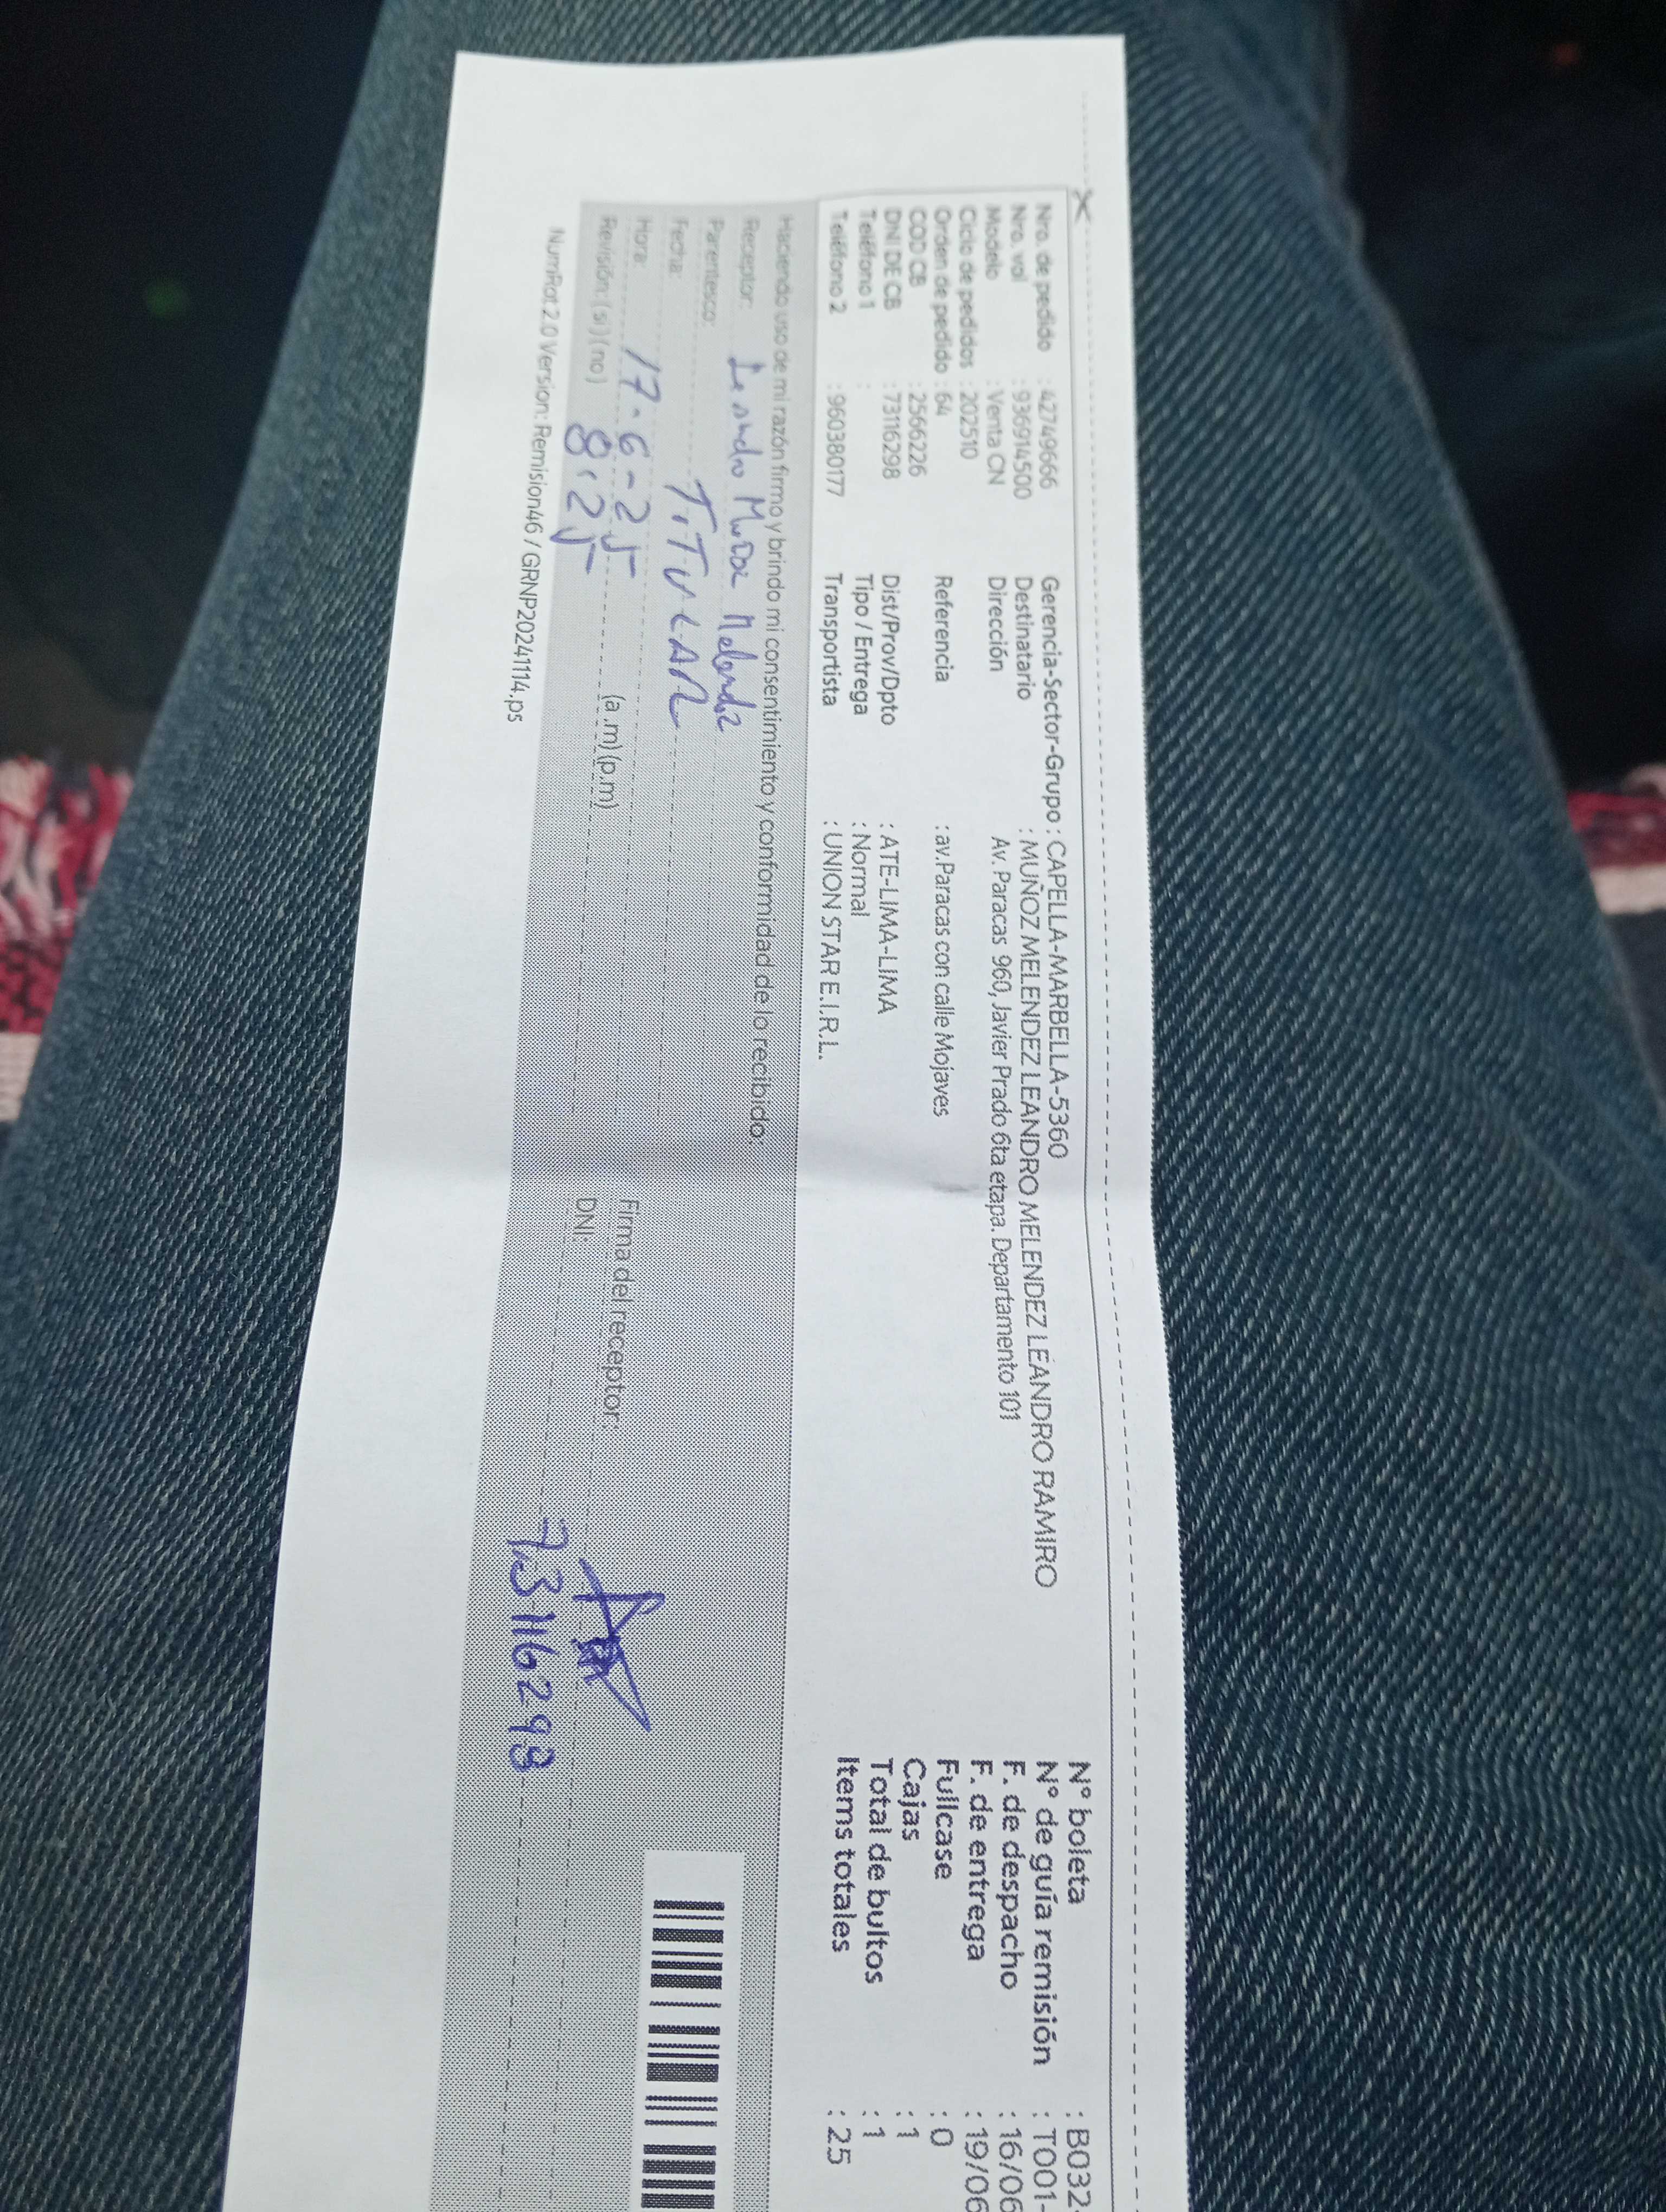 Nro. de pedido : 427749666
Nro. val : 936914500
Modelo : Venta CN
Ciclo de pedidos : 202510
Orden de pedido : 64
COD CB : 2566226
DNI DE CB : 73116298
Teléfono 1 :
Teléfono 2 : 960380177
Gerencia-Sector-Grupo : CAPELLA-MARBELLA-5360
Destinatario : MUÑOZ MELENDEZ LEANDRO MELENDEZ LEANDRO RAMIRO
Dirección Av. Paracas 960, Javier Prado 6ta etapa. Departamento 101
Referencia : av.Paracas con calle Mojaves
Dist/Prov/Dpto : ATE-LIMA-LIMA
Tipo / Entrega : Normal
Transportista : UNION STAR E.I.R.L.
N° boleta : B032-
N° de guía remisión : T001-
F. de despacho : 16/06
F. de entrega : 19/06
Fullcase : 0
Cajas : 1
Total de bultos : 1
Items totales : 25
Haciendo uso de mi razón firmo y brindo mi consentimiento y conformidad de lo recibido:
Receptor: Leandro Muñoz Melendez
Parentesco: TiTULAR
Fecha: 17-6-25
Hora: 8:25 (a.m) (p.m)
Revisión: ( si ) ( no )
Firma del receptor:
DNI: 73116298
NumRot 2.0 Version: Remision46 / GRNP20241114.ps